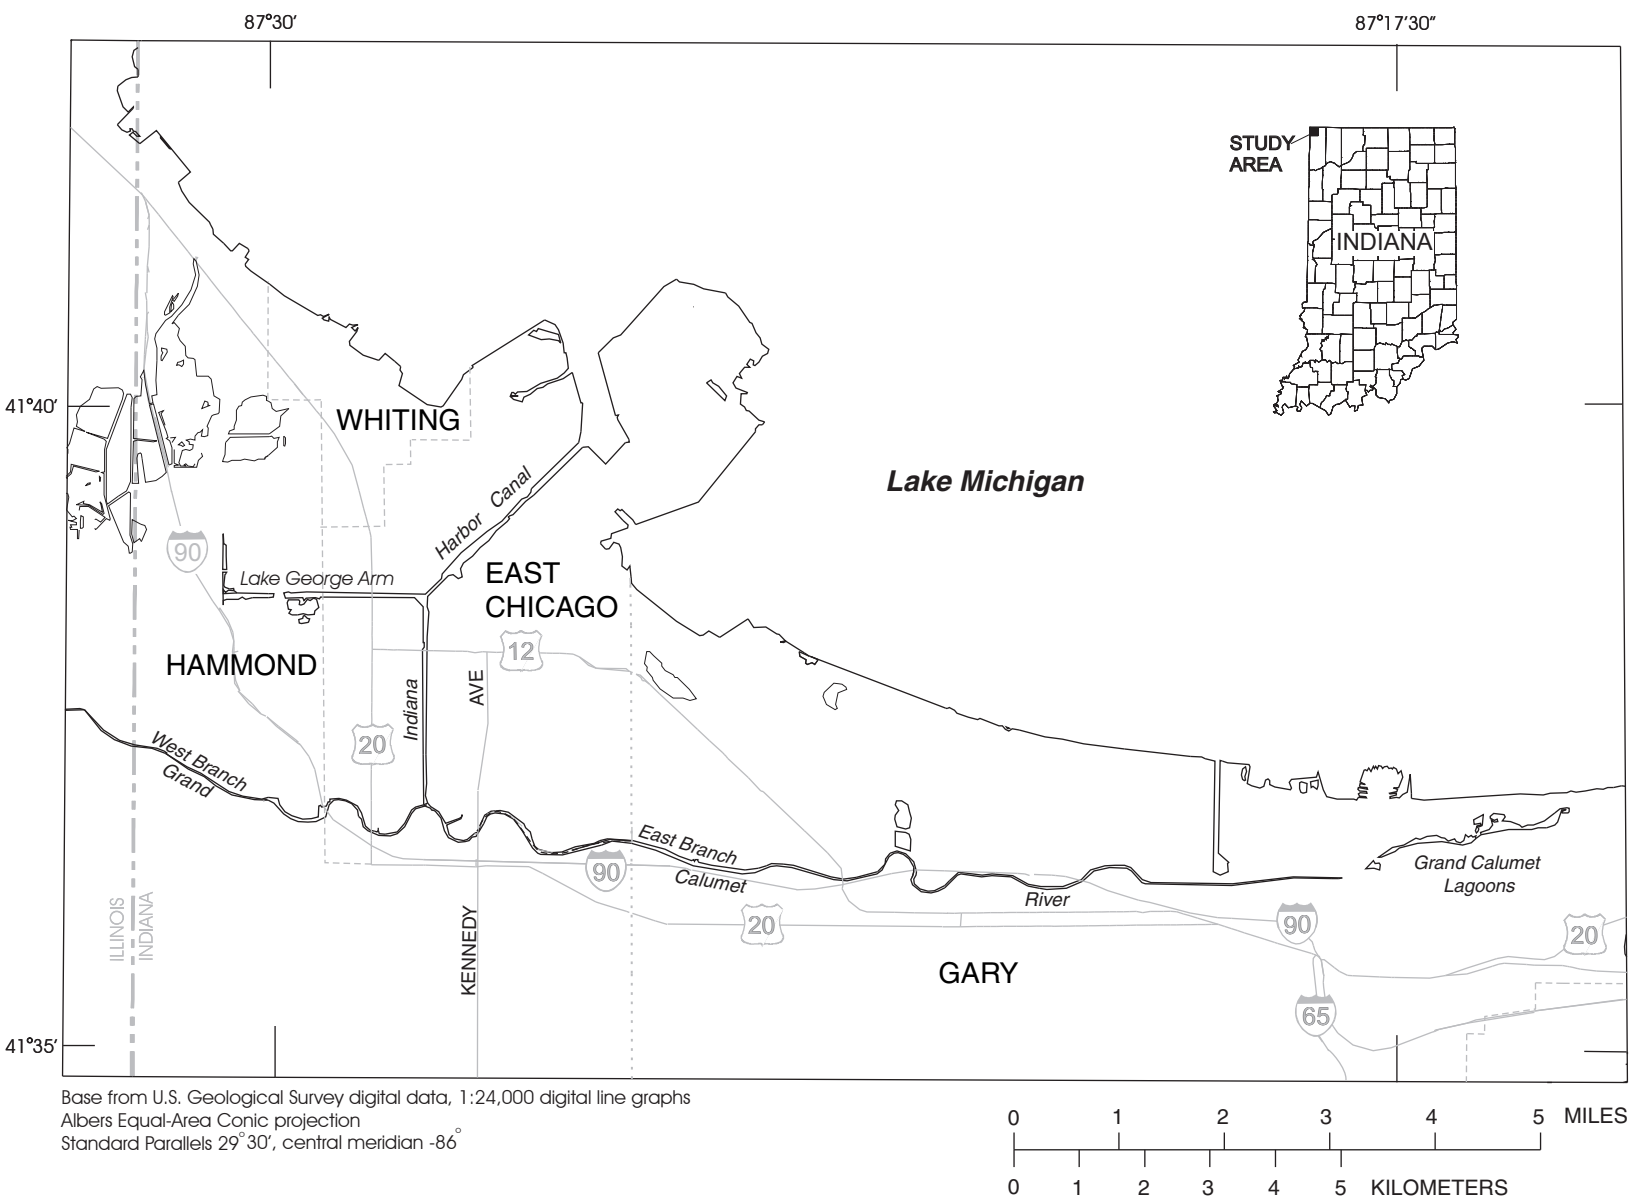 87°30′
87°17′30″
STUDY
AREA
INDIANA
41°40′
WHITING
Lake Michigan
Harbor Canal
90
Lake George Arm
EAST
CHICAGO
12
HAMMOND
AVE
Indiana
20
West Branch
Grand
East Branch
Calumet
90
River
Grand Calumet
Lagoons
ILLINOIS
INDIANA
KENNEDY
20
90
20
GARY
65
41°35′
Base from U.S. Geological Survey digital data, 1:24,000 digital line graphs
Albers Equal-Area Conic projection
Standard Parallels 29°30′, central meridian -86°
0 1 2 3 4 5 MILES
0 1 2 3 4 5 KILOMETERS